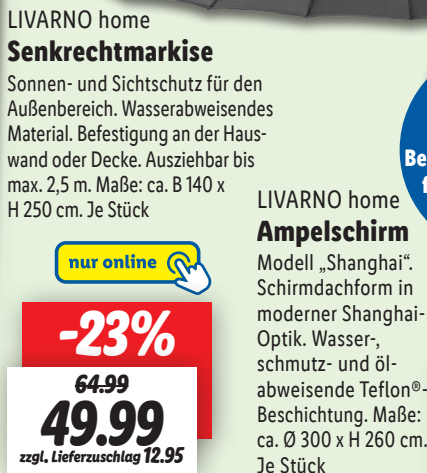 LIVARNO home
Senkrechtmarkise
Sonnen- und Sichtschutz für den
Außenbereich. Wasserabweisendes
Material. Befestigung an der Haus-
wand oder Decke. Ausziehbar bis
max. 2,5 m. Maße: ca. B 140 x
H 250 cm. Je Stück
nur online
-23%
64.99
49.99
zzgl. Lieferzuschlag 12.95
LIVARNO home
Ampelschirm
Modell „Shanghai“.
Schirmdachform in
moderner Shanghai-
Optik. Wasser-,
schmutz- und öl-
abweisende Teflon®-
Beschichtung. Maße:
ca. Ø 300 x H 260 cm.
Je Stück